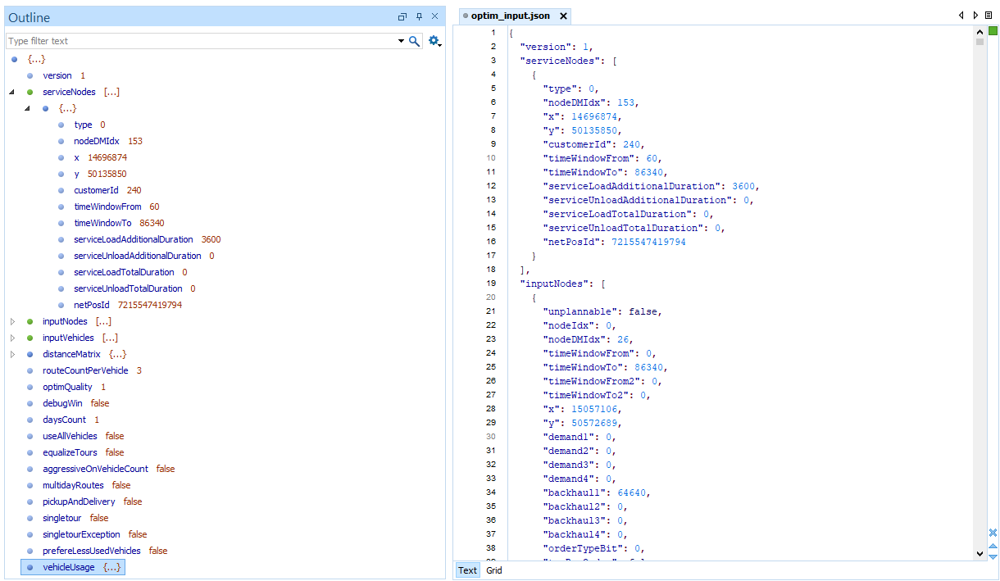 Outline
Type filter text
{...}
version 1
serviceNodes [...]
{...}
type 0
nodeDMIdx 153
x 14696874
y 50135850
customerId 240
timeWindowFrom 60
timeWindowTo 86340
serviceLoadAdditionalDuration 3600
serviceUnloadAdditionalDuration 0
serviceLoadTotalDuration 0
serviceUnloadTotalDuration 0
netPosId 7215547419794
inputNodes [...]
inputVehicles [...]
distanceMatrix {...}
routeCountPerVehicle 3
optimQuality 1
debugWin false
daysCount 1
useAllVehicles false
equalizeTours false
aggressiveOnVehicleCount false
multidayRoutes false
pickupAndDelivery false
singletour false
singletourException false
prefereLessUsedVehicles false
vehicleUsage {...}
optim_input.json
1 {
2 "version": 1,
3 "serviceNodes": [
4 {
5 "type": 0,
6 "nodeDMIdx": 153,
7 "x": 14696874,
8 "y": 50135850,
9 "customerId": 240,
10 "timeWindowFrom": 60,
11 "timeWindowTo": 86340,
12 "serviceLoadAdditionalDuration": 3600,
13 "serviceUnloadAdditionalDuration": 0,
14 "serviceLoadTotalDuration": 0,
15 "serviceUnloadTotalDuration": 0,
16 "netPosId": 7215547419794
17 }
18 ],
19 "inputNodes": [
20 {
21 "unplannable": false,
22 "nodeIdx": 0,
23 "nodeDMIdx": 26,
24 "timeWindowFrom": 0,
25 "timeWindowTo": 86340,
26 "timeWindowFrom2": 0,
27 "timeWindowTo2": 0,
28 "x": 15057106,
29 "y": 50572689,
30 "demand1": 0,
31 "demand2": 0,
32 "demand3": 0,
33 "demand4": 0,
34 "backhaul1": 64640,
35 "backhaul2": 0,
36 "backhaul3": 0,
37 "backhaul4": 0,
38 "orderTypeBit": 0,
Text Grid